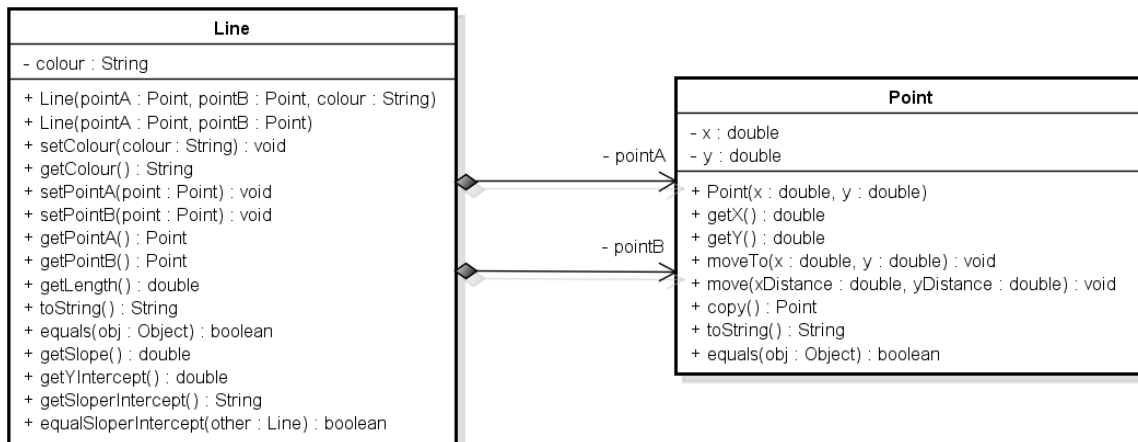 Line
- colour : String
+ Line(pointA : Point, pointB : Point, colour : String)
+ Line(pointA : Point, pointB : Point)
+ setColour(colour : String) : void
+ getColour() : String
+ setPointA(point : Point) : void
+ setPointB(point : Point) : void
+ getPointA() : Point
+ getPointB() : Point
+ getLength() : double
+ toString() : String
+ equals(obj : Object) : boolean
+ getSlope() : double
+ getYIntercept() : double
+ getSloperIntercept() : String
+ equalSloperIntercept(other : Line) : boolean
- pointA
- pointB
Point
- x : double
- y : double
+ Point(x : double, y : double)
+ getX() : double
+ getY() : double
+ moveTo(x : double, y : double) : void
+ move(xDistance : double, yDistance : double) : void
+ copy() : Point
+ toString() : String
+ equals(obj : Object) : boolean